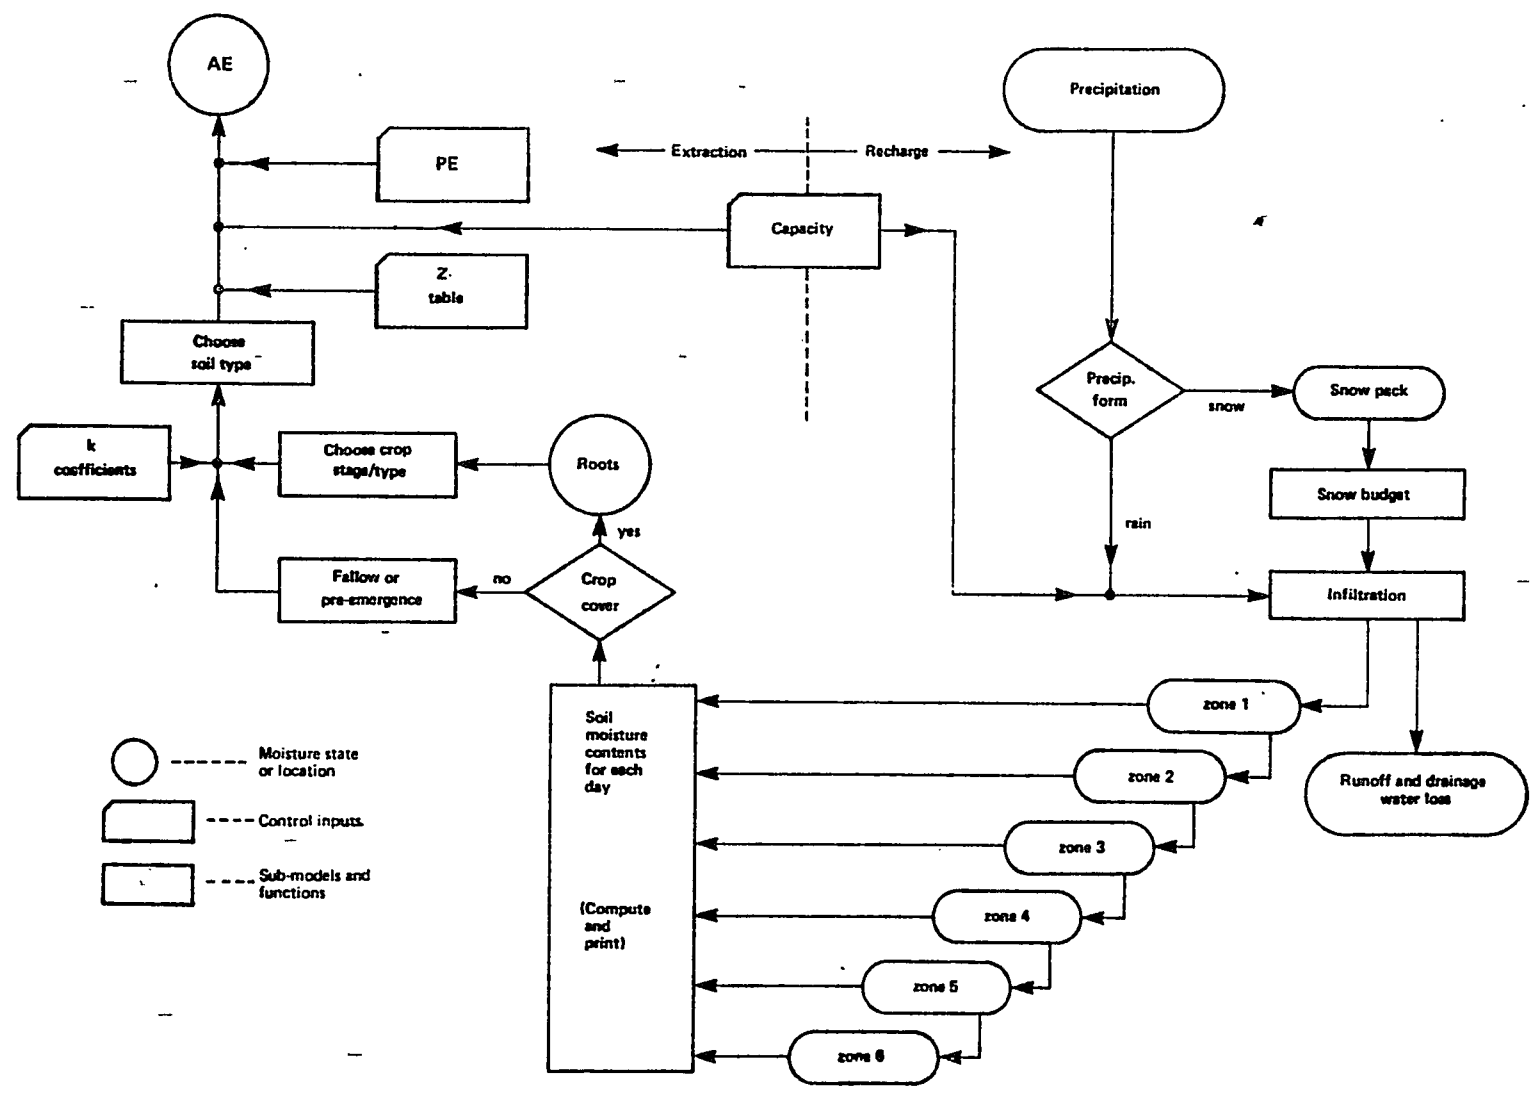 AE
Precipitation
PE
Extraction
Recharge
Capacity
Z
table
Choose
soil type
Precip.
form
snow
Snow pack
k
coefficients
Choose crop
stage/type
Roots
Snow budget
yes
rain
Fallow or
pre-emergence
no
Crop
cover
Infiltration
zone 1
Soil
moisture
contents
for each
day
zone 2
Runoff and drainage
water loss
Moisture state
or location
Control inputs
zone 3
Sub-models and
functions
(Compute
and
print)
zone 4
zone 5
zone 6